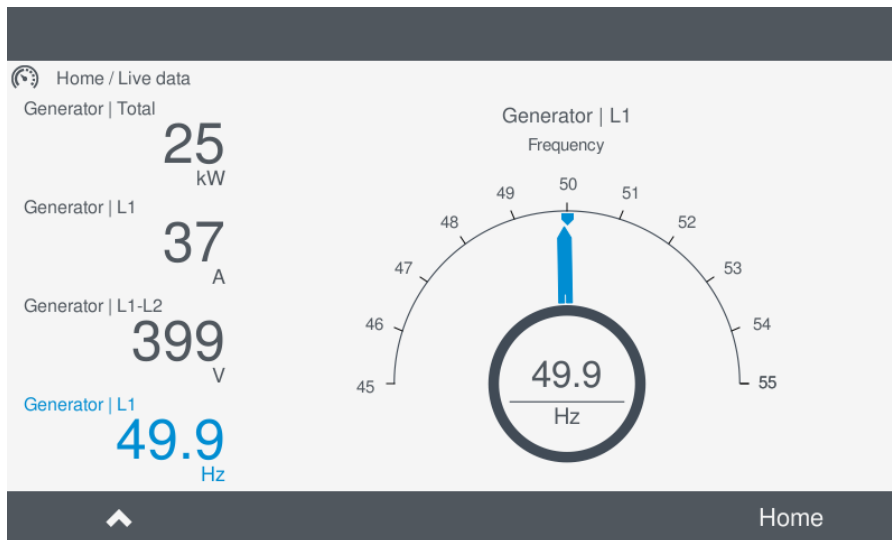 Home / Live data
Generator | Total
25
kW
Generator | L1
37
A
Generator | L1-L2
399
V
Generator | L1
49.9
Hz
Generator | L1
Frequency
45
46
47
48
49
50
51
52
53
54
55
49.9
Hz
Home